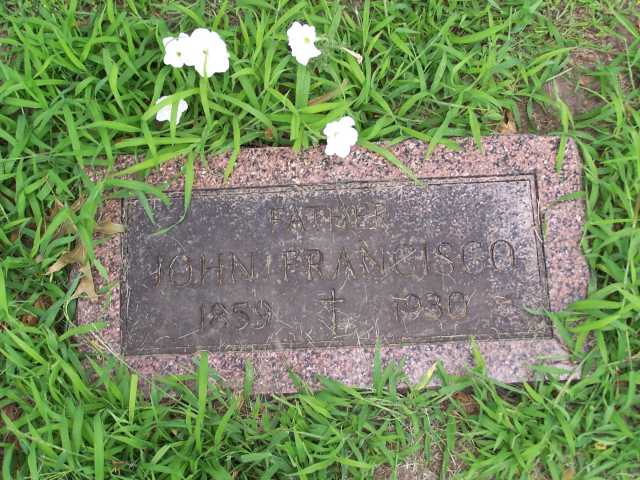 FATHER
JOHN FRANCISCO
1859 1930